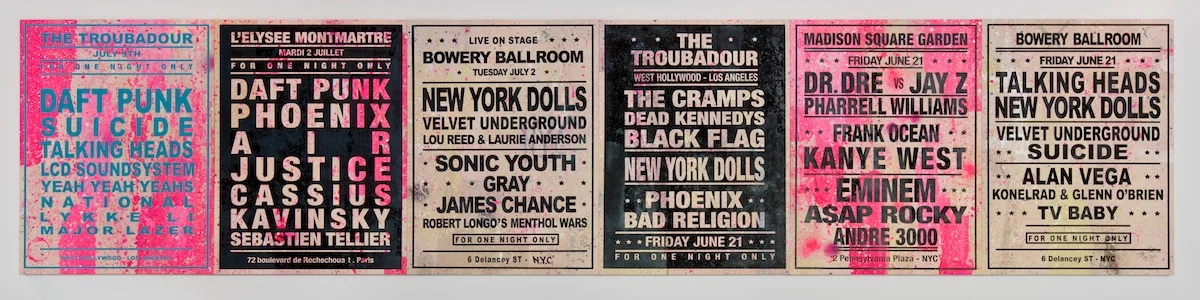 THE TROUBADOUR
JULY 9TH
FOR ONE NIGHT ONLY
DAFT PUNK
SUICIDE
TALKING HEADS
LCD SOUNDSYSTEM
YEAH YEAH YEAHS
NATIONAL
LYKKE LI
MAJOR LAZER
WEST HOLLYWOOD - LOS ANGELES
L'ELYSEE MONTMARTRE
MARDI 2 JUILLET
FOR ONE NIGHT ONLY
DAFT PUNK
PHOENIX
AIR
JUSTICE
CASSIUS
KAVINSKY
SEBASTIEN TELLIER
72 boulevard de Rochechouart. Paris
LIVE ON STAGE
BOWERY BALLROOM
TUESDAY JULY 2
NEW YORK DOLLS
VELVET UNDERGROUND
LOU REED & LAURIE ANDERSON
SONIC YOUTH
GRAY
JAMES CHANCE
ROBERT LONGO'S MENTHOL WARS
FOR ONE NIGHT ONLY
6 Delancey ST - NYC
THE
TROUBADOUR
WEST HOLLYWOOD - LOS ANGELES
THE CRAMPS
DEAD KENNEDYS
BLACK FLAG
NEW YORK DOLLS
PHOENIX
BAD RELIGION
FRIDAY JUNE 21
FOR ONE NIGHT ONLY
MADISON SQUARE GARDEN
FRIDAY JUNE 21
DR. DRE VS JAY Z
PHARRELL WILLIAMS
FRANK OCEAN
KANYE WEST
EMINEM
ASAP ROCKY
ANDRE 3000
2 Pennsylvania Plaza - NYC
BOWERY BALLROOM
FRIDAY JUNE 21
TALKING HEADS
NEW YORK DOLLS
VELVET UNDERGROUND
SUICIDE
ALAN VEGA
KONELRAD & GLENN O'BRIEN
TV BABY
FOR ONE NIGHT ONLY
6 Delancey ST - NYC